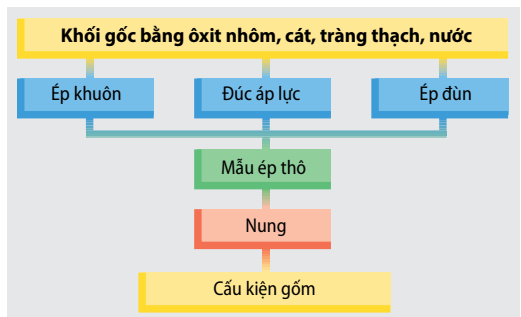 Khối gốc bằng ôxit nhôm, cát, tràng thạch, nước
Ép khuôn
Đúc áp lực
Ép đùn
Mẫu ép thô
Nung
Cấu kiện gốm